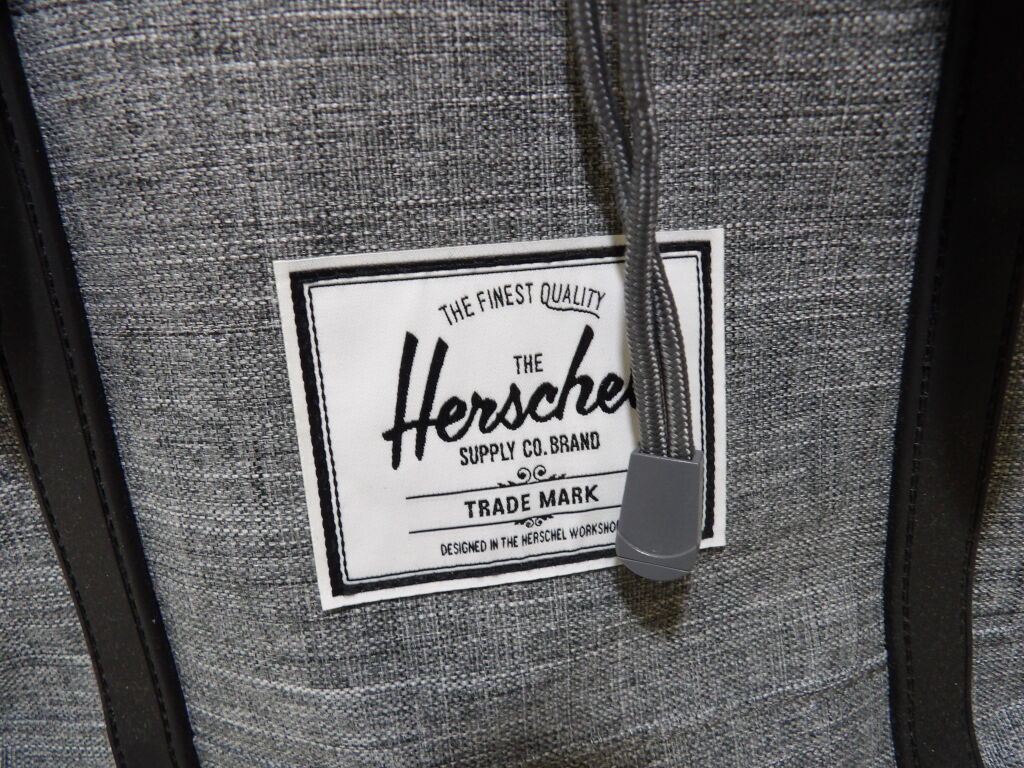 THE FINEST QUALITY
THE
Herschel
SUPPLY CO. BRAND
TRADE MARK
DESIGNED IN THE HERSCHEL WORKSHOP